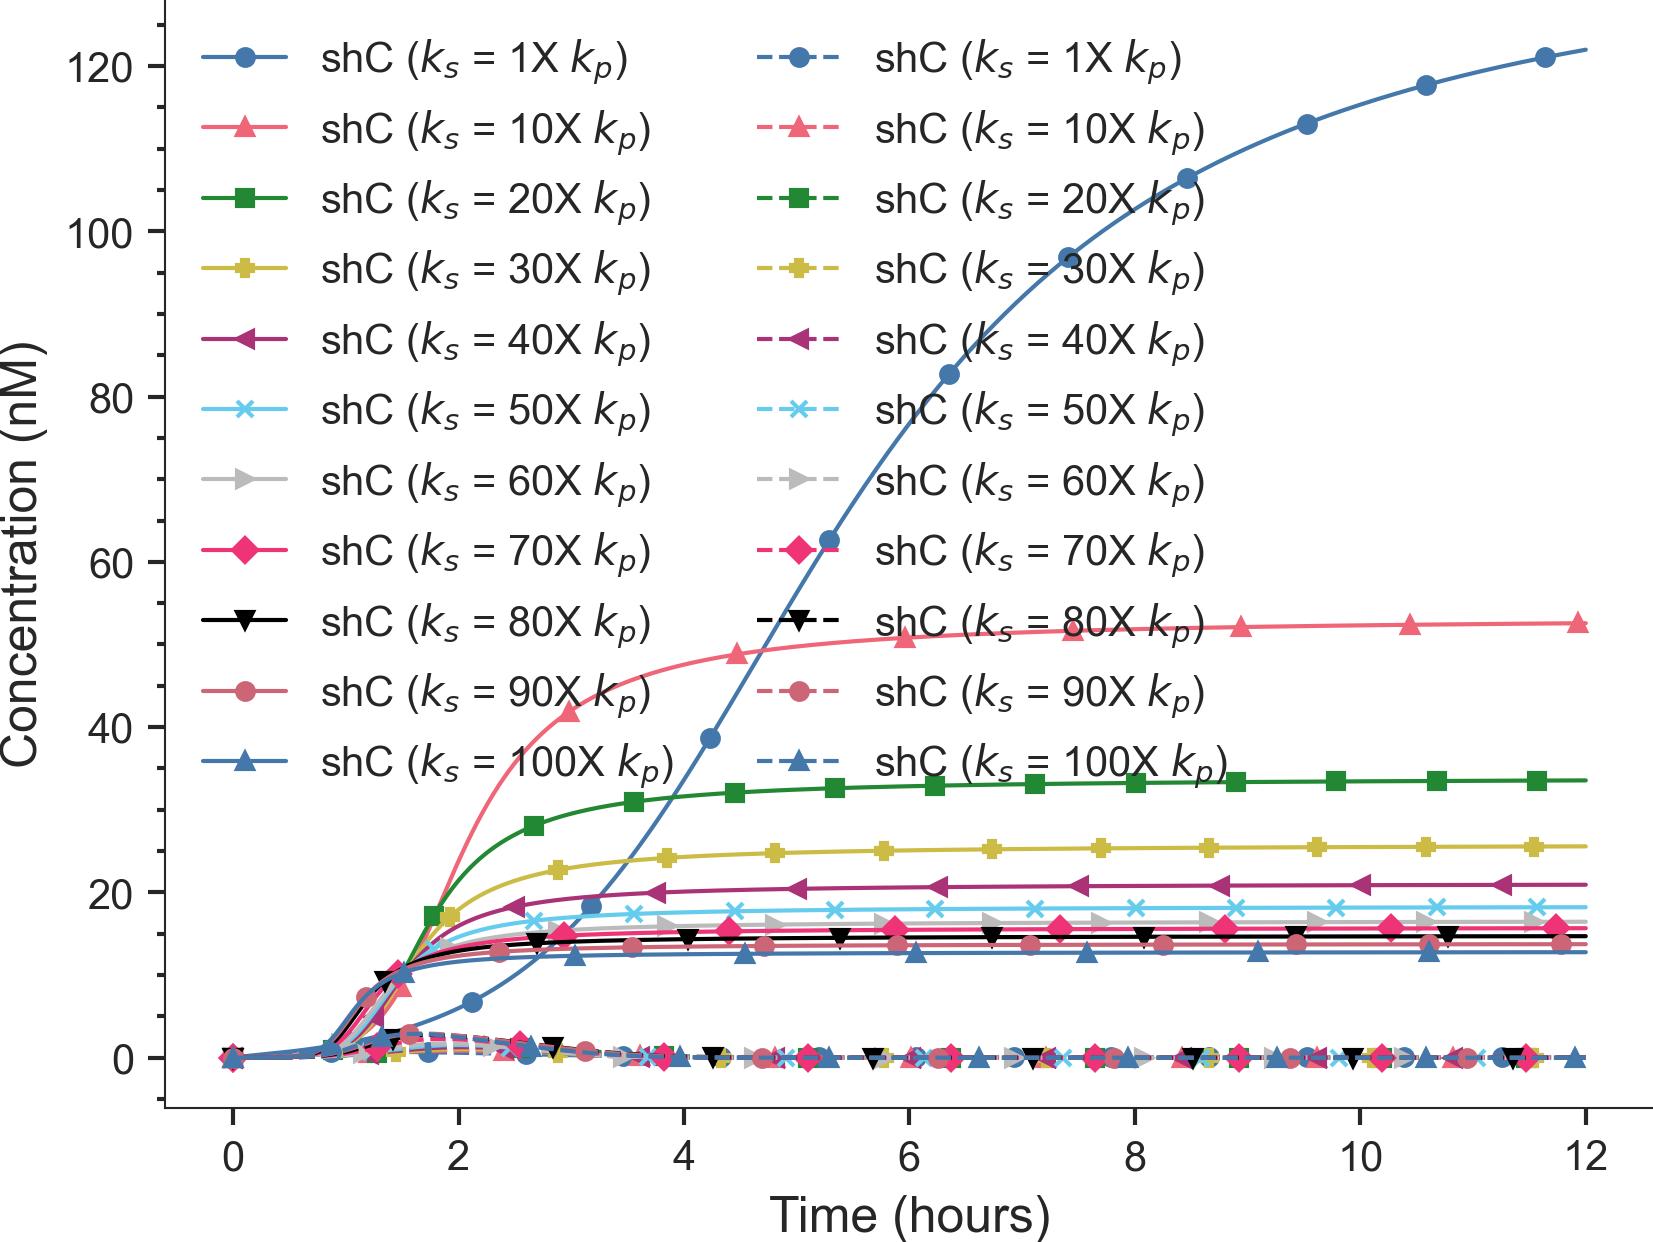 Concentration (nM)
120
100
80
60
40
20
0
shC (ks = 1X kp)
shC (ks = 10X kp)
shC (ks = 20X kp)
shC (ks = 30X kp)
shC (ks = 40X kp)
shC (ks = 50X kp)
shC (ks = 60X kp)
shC (ks = 70X kp)
shC (ks = 80X kp)
shC (ks = 90X kp)
shC (ks = 100X kp)
shC (ks = 1X kp)
shC (ks = 10X kp)
shC (ks = 20X kp)
shC (ks = 30X kp)
shC (ks = 40X kp)
shC (ks = 50X kp)
shC (ks = 60X kp)
shC (ks = 70X kp)
shC (ks = 80X kp)
shC (ks = 90X kp)
shC (ks = 100X kp)
0 2 4 6 8 10 12
Time (hours)